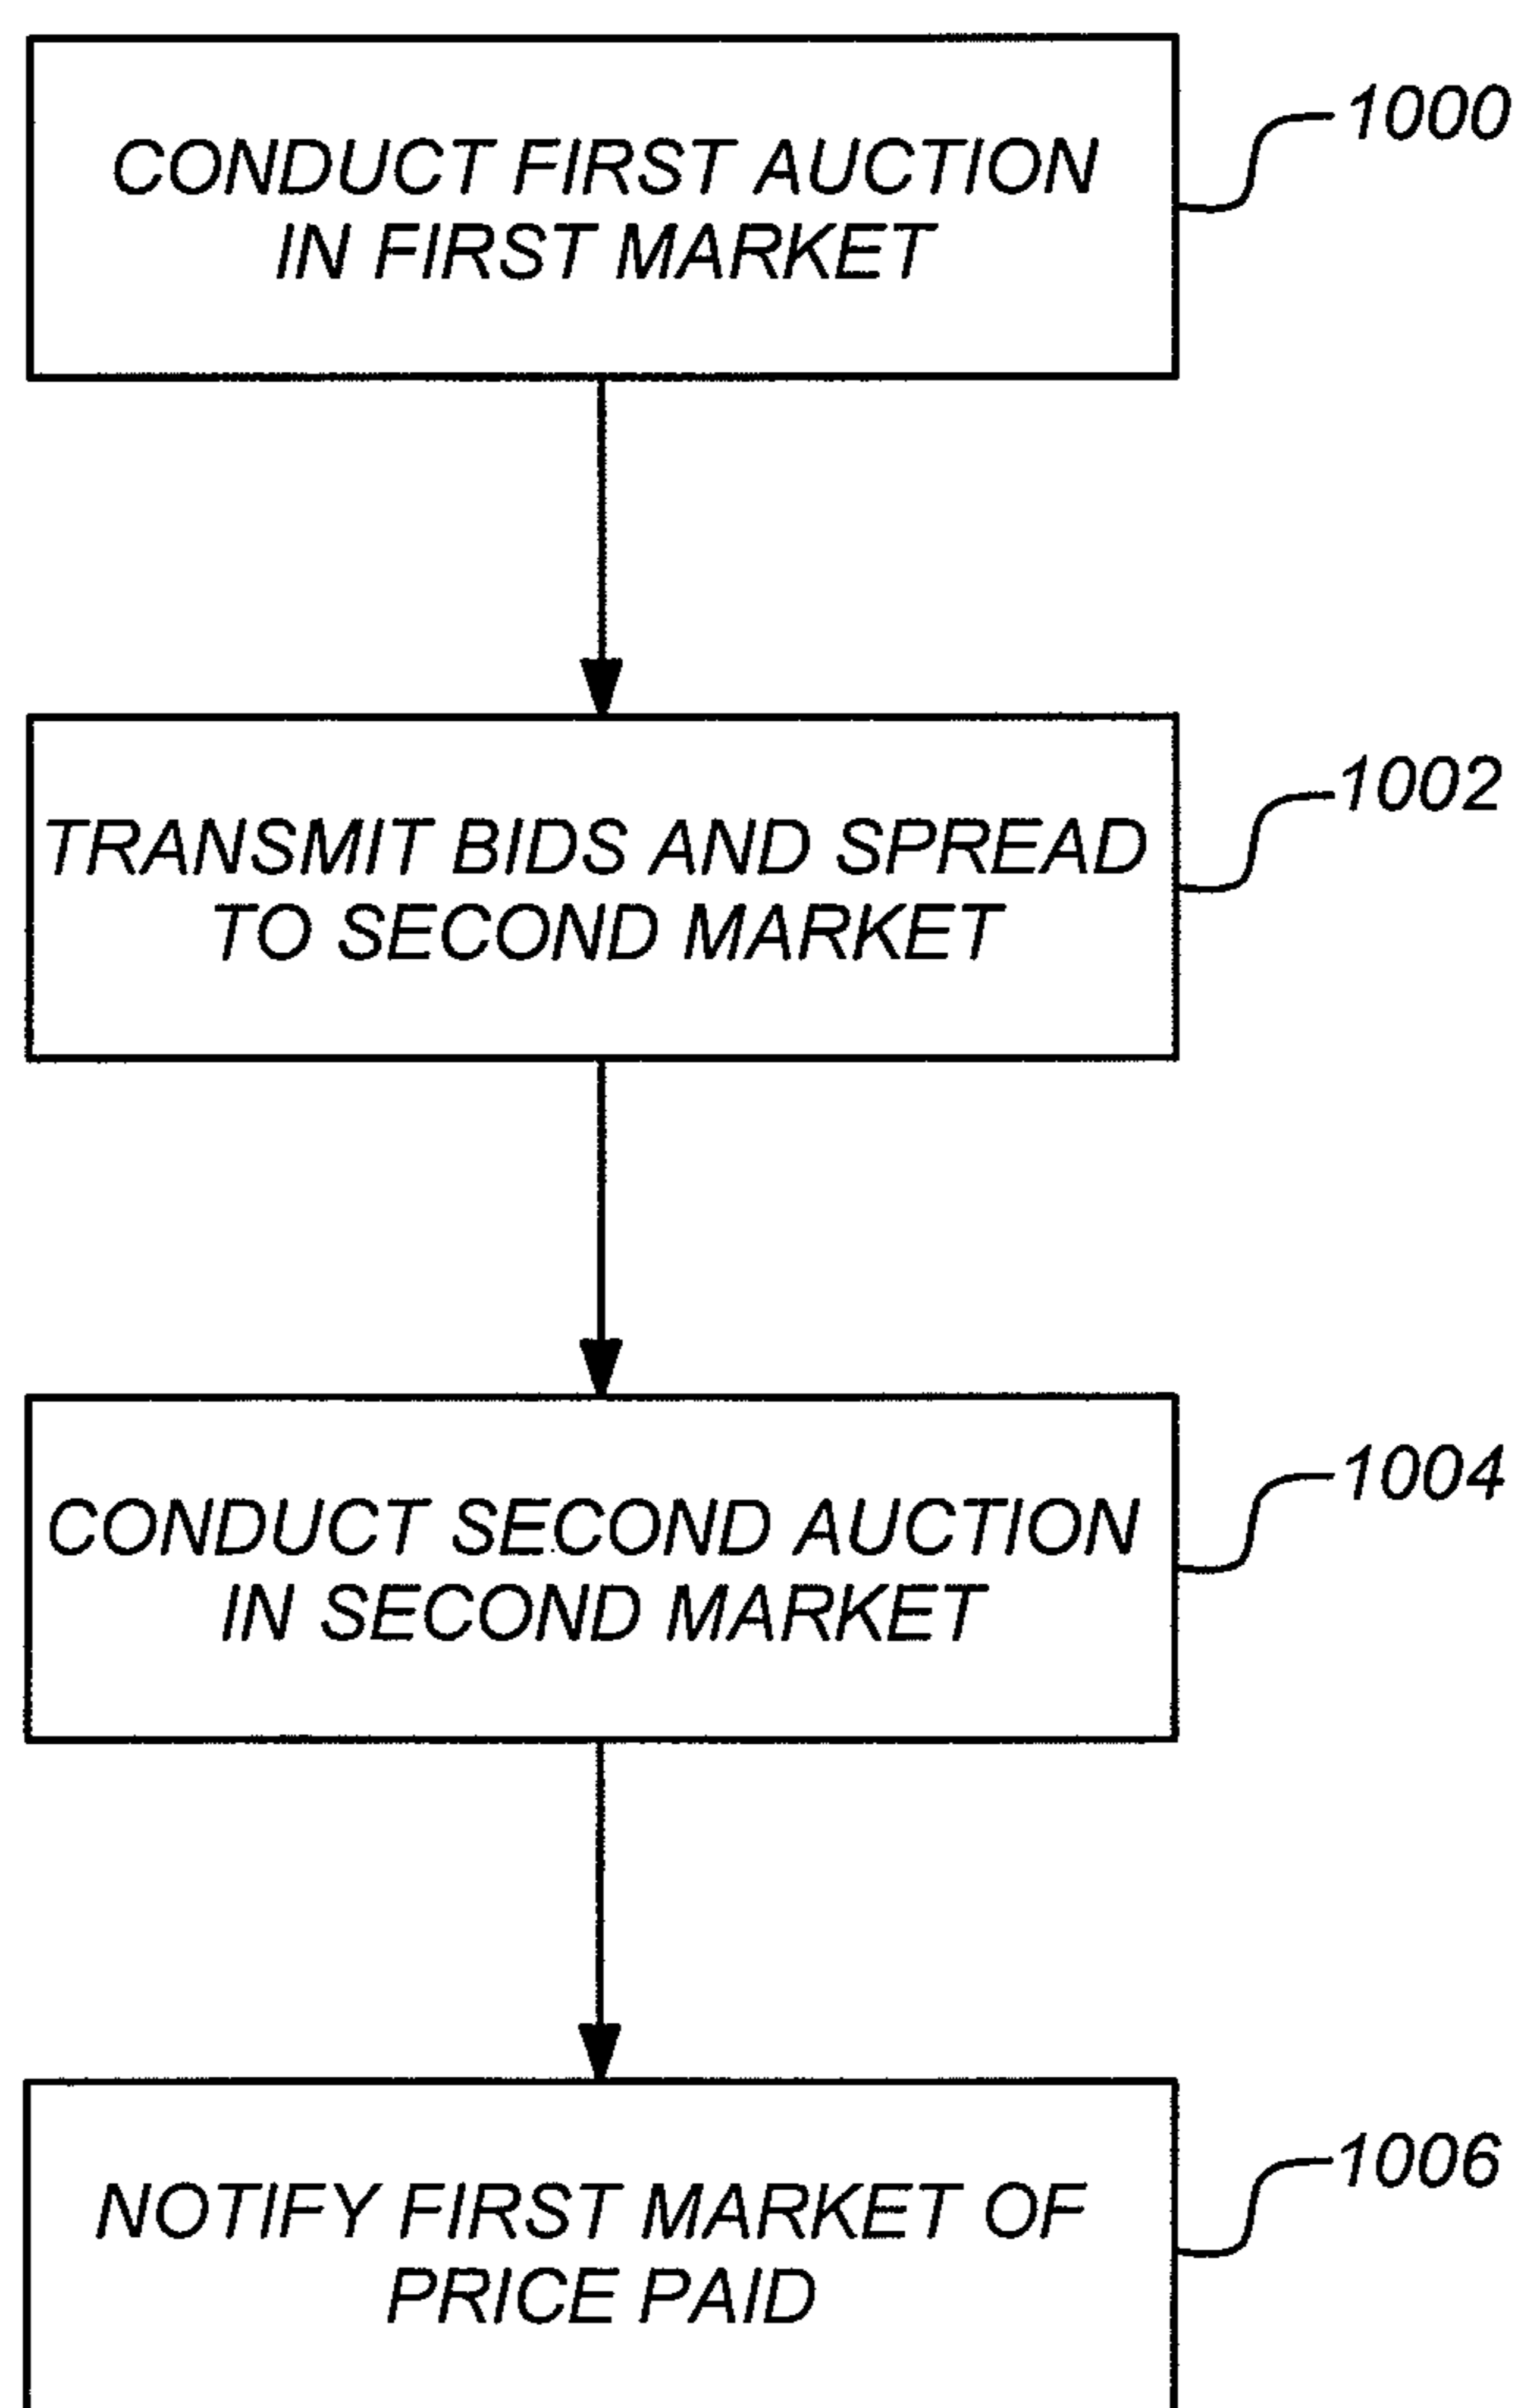 CONDUCT FIRST AUCTION
IN FIRST MARKET
1000
TRANSMIT BIDS AND SPREAD
TO SECOND MARKET
1002
CONDUCT SECOND AUCTION
IN SECOND MARKET
1004
NOTIFY FIRST MARKET OF
PRICE PAID
1006